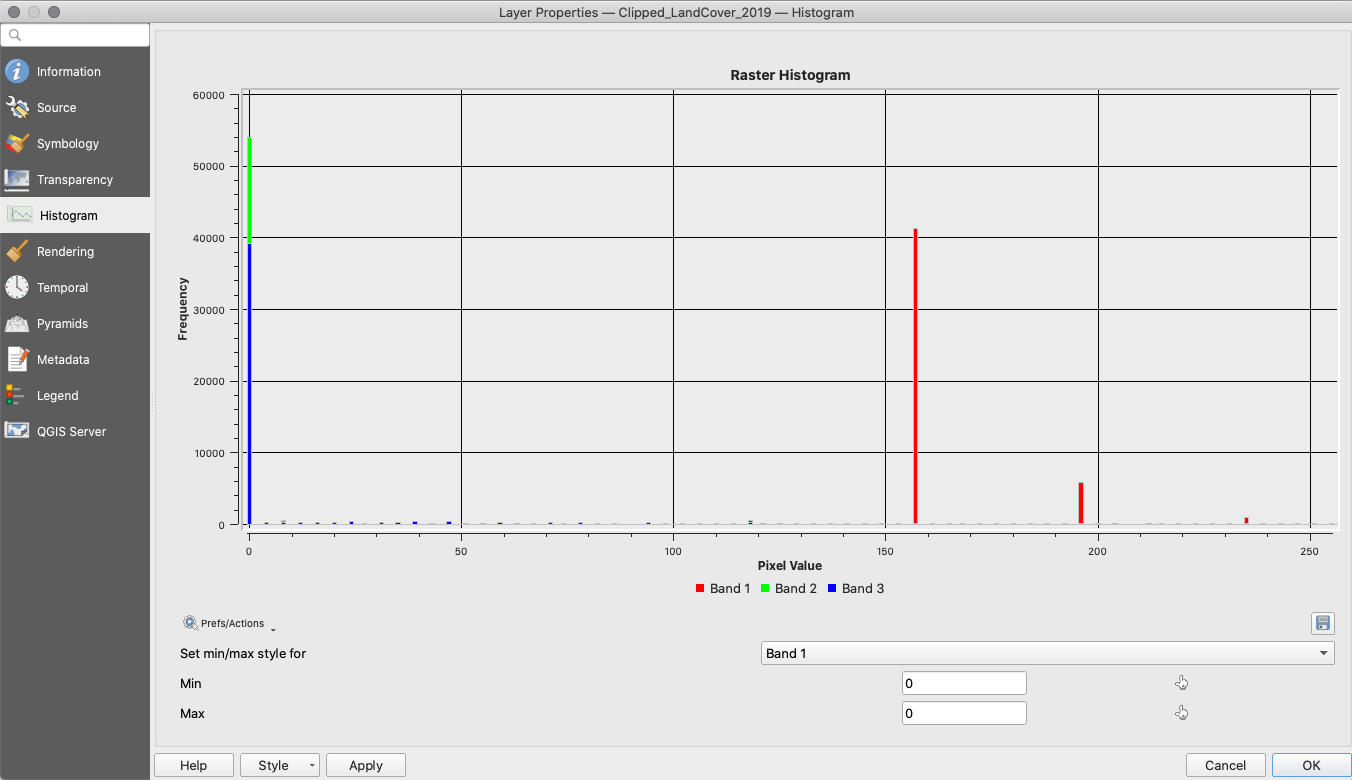 Layer Properties — Clipped_LandCover_2019 — Histogram
Information
Source
Symbology
Transparency
Histogram
Rendering
Temporal
Pyramids
Metadata
Legend
QGIS Server
Raster Histogram
60000
50000
40000
30000
20000
10000
0
Frequency
0 50 100 150 200 250
Pixel Value
Band 1 Band 2 Band 3
Prefs/Actions
Set min/max style for Band 1
Min 0
Max 0
Help Style Apply Cancel OK